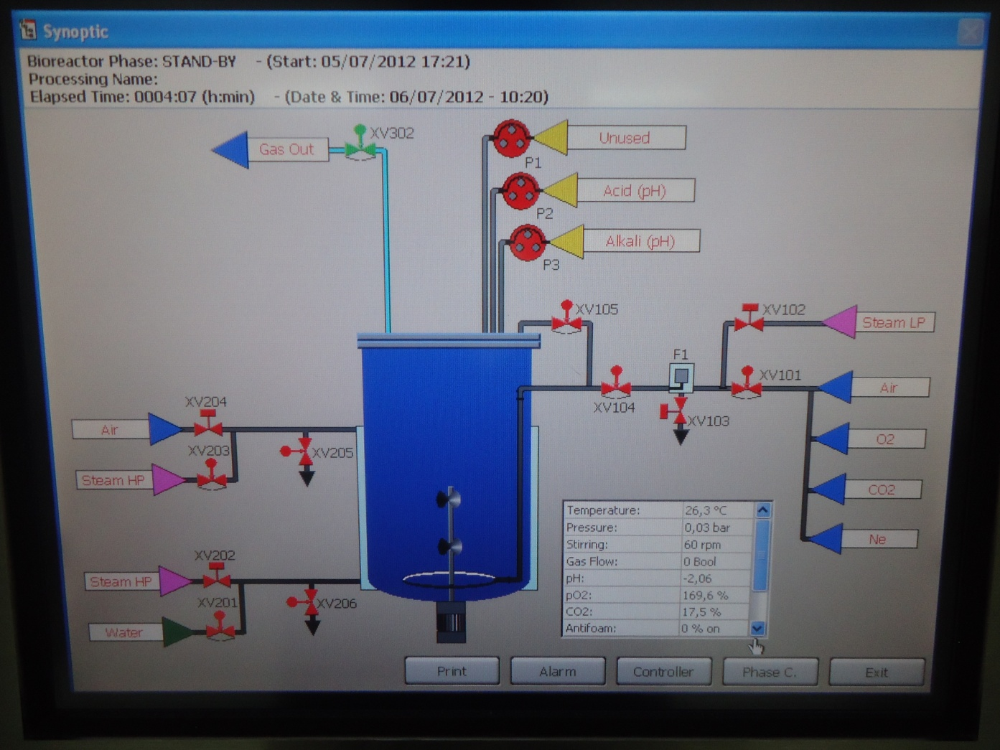 Synoptic
Bioreactor Phase: STAND-BY - (Start: 05/07/2012 17:21)
Processing Name:
Elapsed Time: 0004:07 (h:min) - (Date & Time: 06/07/2012 - 10:20)
Gas Out
XV302
Unused
P1
Acid (pH)
P2
Alkali (pH)
P3
XV105
XV102
Steam LP
F1
XV101
Air
XV104
XV103
O2
CO2
Ne
XV204
Air
XV203
XV205
Steam HP
XV202
Steam HP
XV201
XV206
Water
Temperature: 26,3 °C
Pressure: 0,03 bar
Stirring: 60 rpm
Gas Flow: 0 Bool
pH: -2,06
pO2: 169,6 %
CO2: 17,5 %
Antifoam: 0 % on
Print Alarm Controller Phase C. Exit